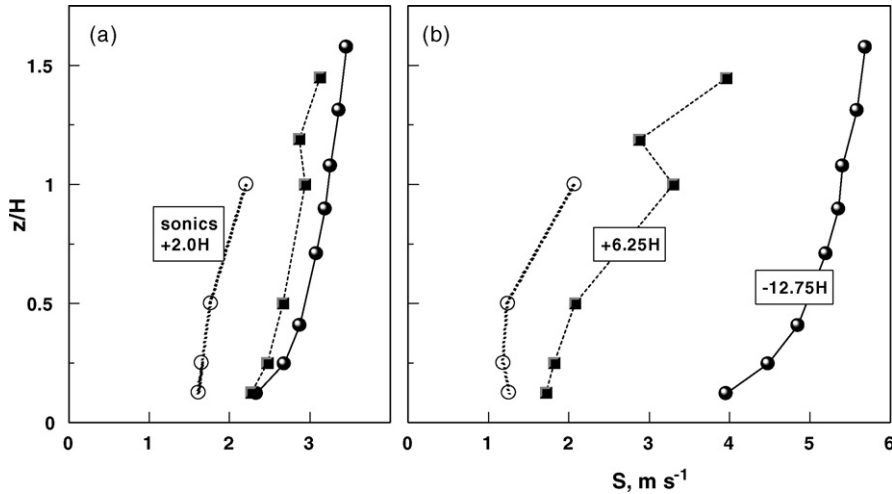 (a)
(b)
1.5
1
0.5
0
z/H
sonics
+2.0H
+6.25H
-12.75H
0 1 2 3
0 1 2 3 4 5 6
S, m s⁻¹